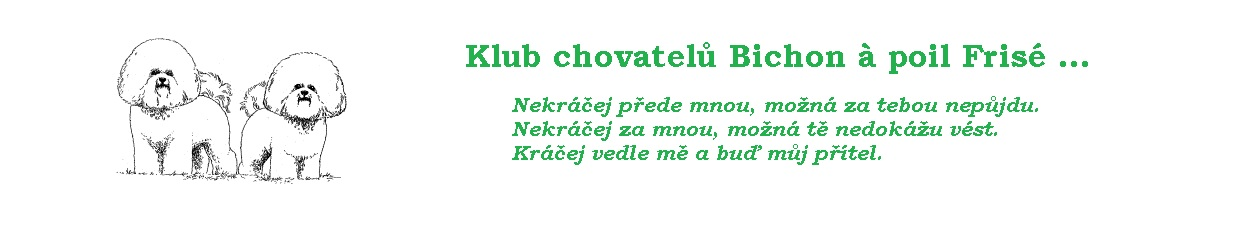 Klub chovatelů Bichon à poil Frisé ...
Nekráčej přede mnou, možná za tebou nepůjdu.
Nekráčej za mnou, možná tě nedokážu vést.
Kráčej vedle mě a buď můj přítel.